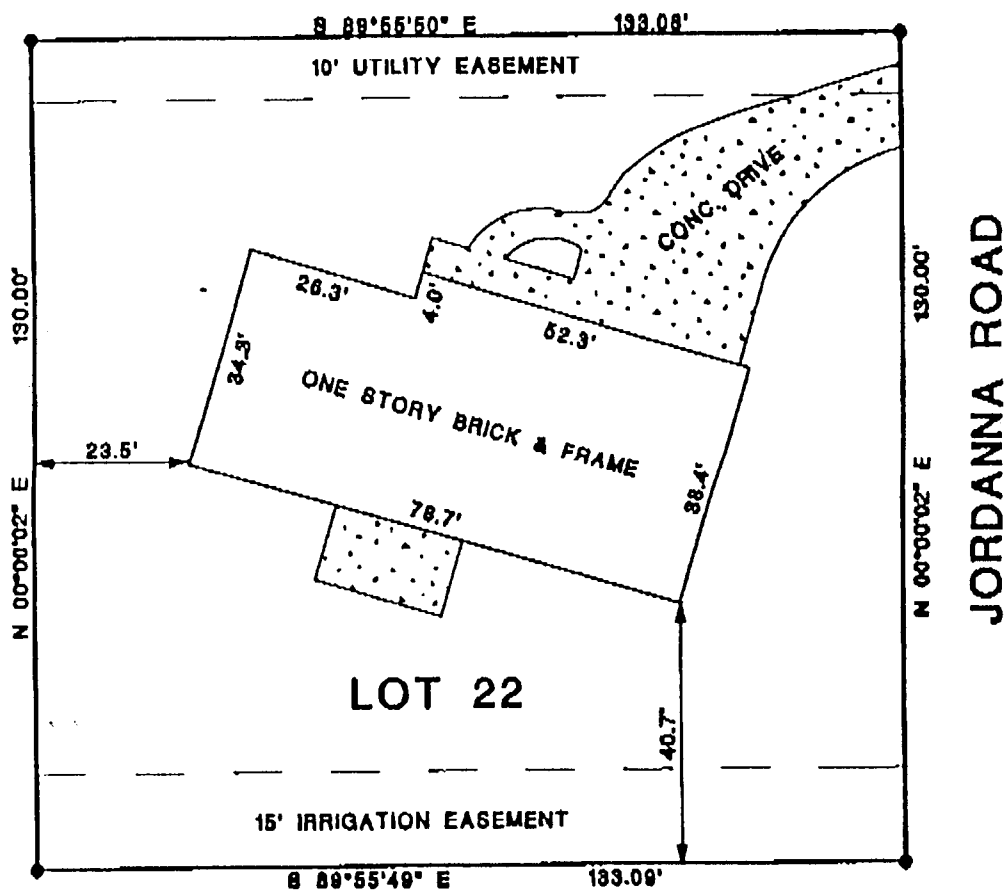 S 89°55'50" E 133.08'
10' UTILITY EASEMENT
CONC. DRIVE
130.00'
N 00°00'02" E
26.3'
4.0'
52.3'
34.3'
ONE STORY BRICK & FRAME
23.5'
78.7'
38.4'
130.00'
N 00°00'02" E
JORDANNA ROAD
LOT 22
40.7'
15' IRRIGATION EASEMENT
S 89°55'49" E 133.09'